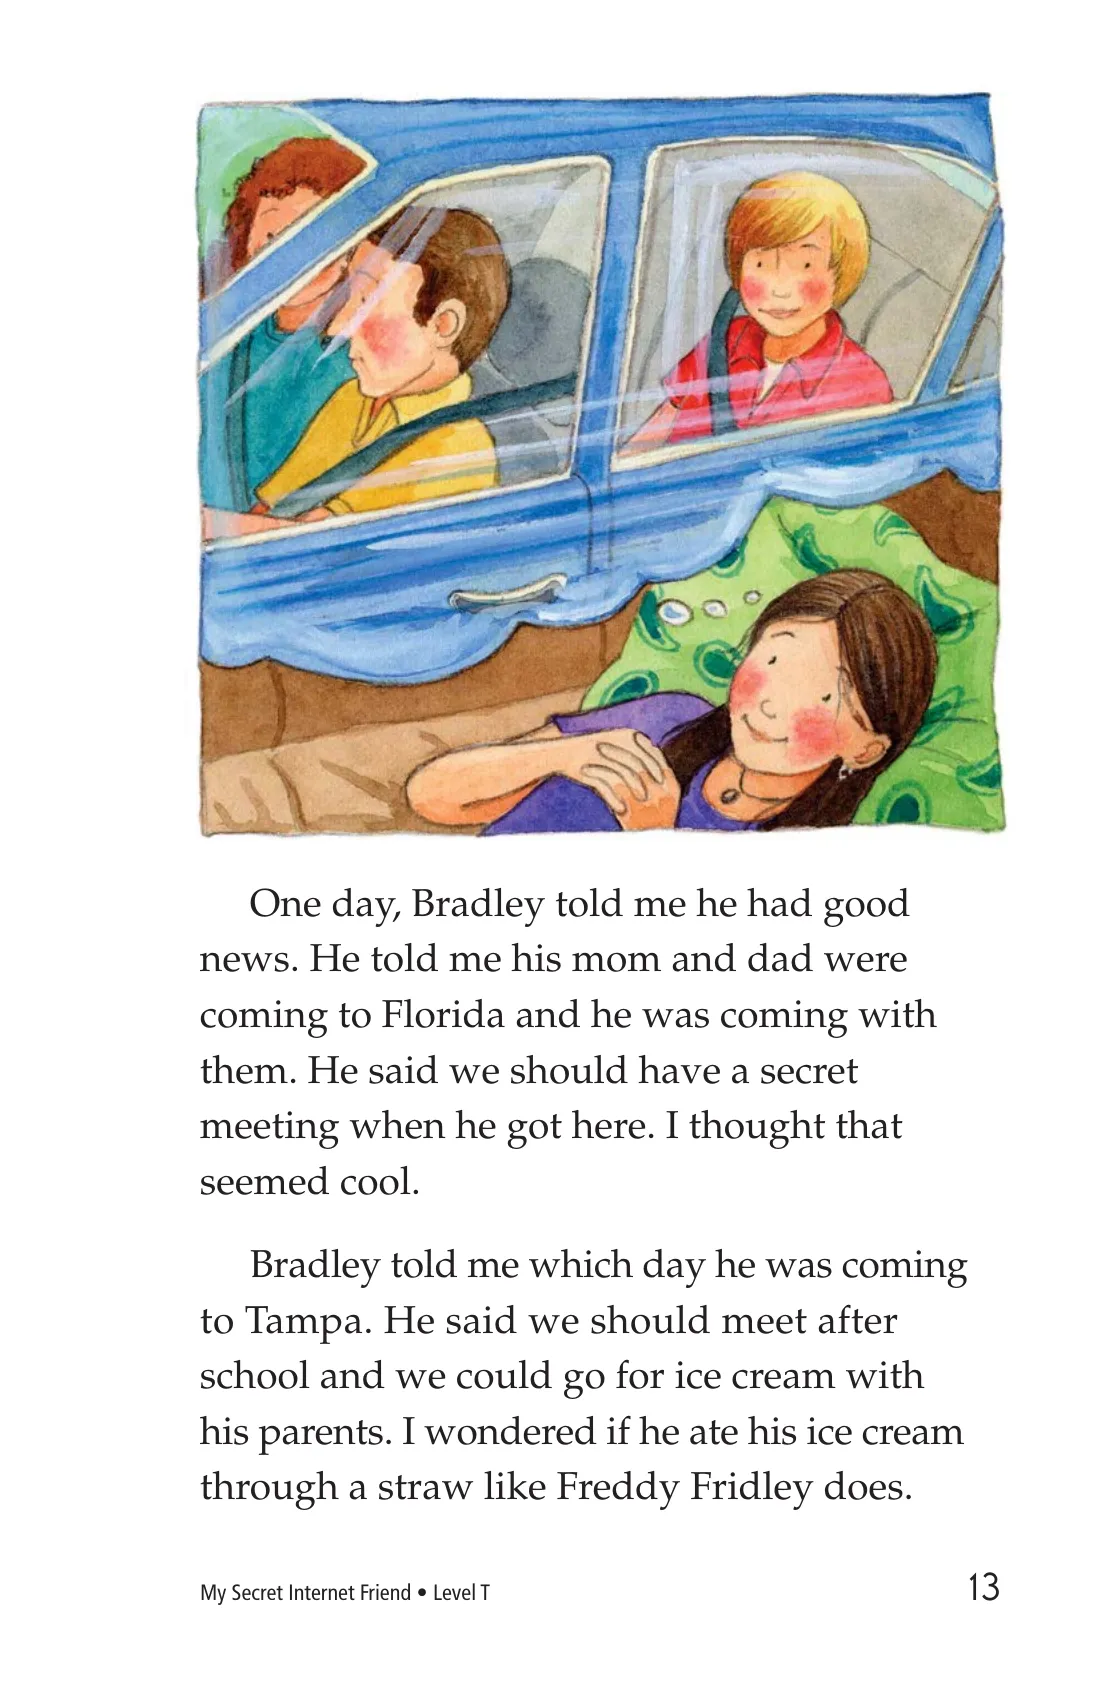 One day, Bradley told me he had good
news. He told me his mom and dad were
coming to Florida and he was coming with
them. He said we should have a secret
meeting when he got here. I thought that
seemed cool.
Bradley told me which day he was coming
to Tampa. He said we should meet after
school and we could go for ice cream with
his parents. I wondered if he ate his ice cream
through a straw like Freddy Fridley does.
My Secret Internet Friend • Level T
13